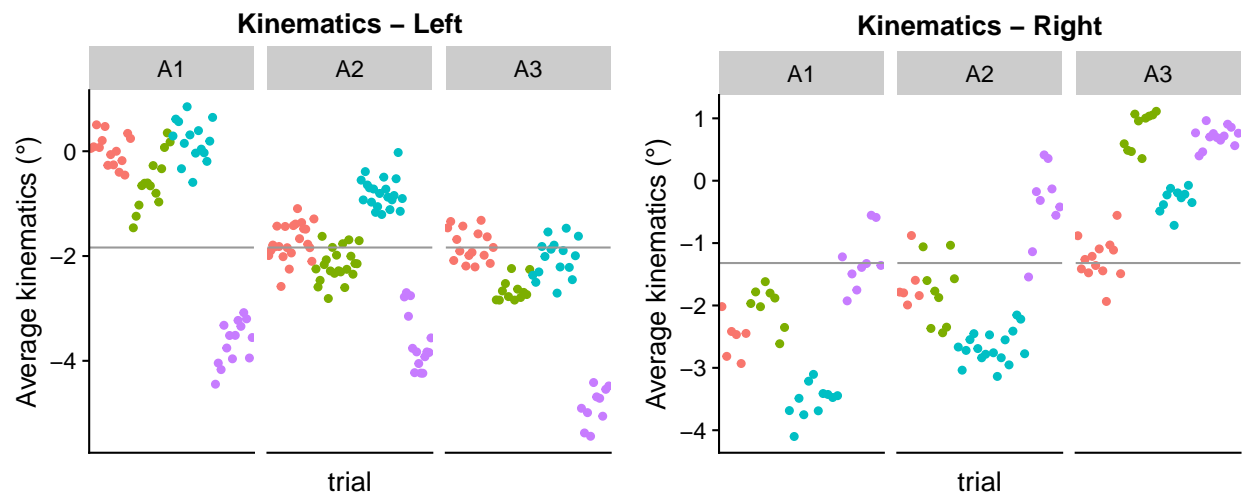 Kinematics – Left
A1 A2 A3
Average kinematics (°)
0
−2
−4
trial
Kinematics – Right
A1 A2 A3
Average kinematics (°)
1
0
−1
−2
−3
−4
trial